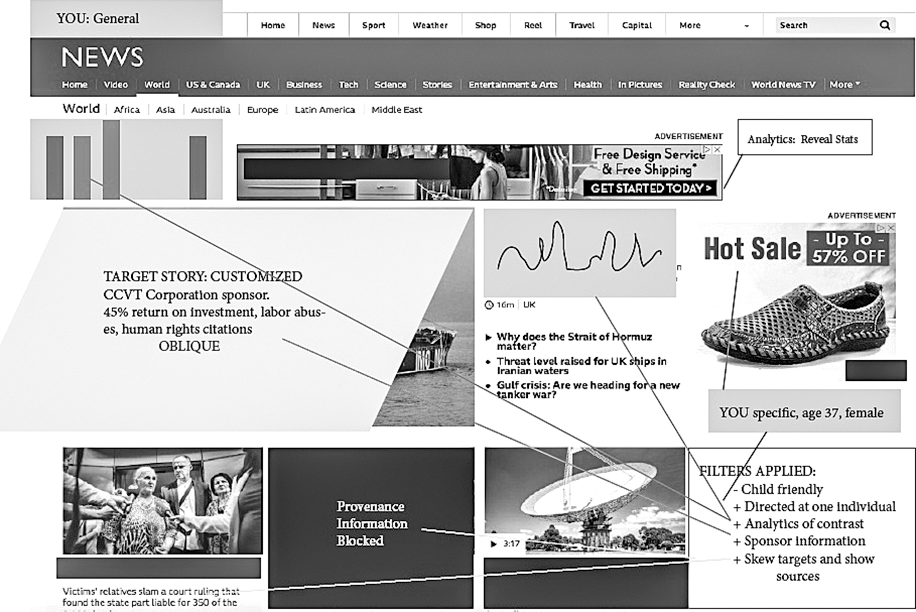 YOU: General
Home News Sport Weather Shop Reel Travel Capital More Search
NEWS
Home Video World US & Canada UK Business Tech Science Stories Entertainment & Arts Health In Pictures Reality Check World News TV More
World Africa Asia Australia Europe Latin America Middle East
ADVERTISEMENT
Analytics: Reveal Stats
Free Design Service
& Free Shipping*
GET STARTED TODAY >
ADVERTISEMENT
Hot Sale
- Up To -
57% OFF
TARGET STORY: CUSTOMIZED
CCVT Corporation sponsor.
45% return on investment, labor abus-
es, human rights citations
OBLIQUE
16m UK
Why does the Strait of Hormuz
matter?
Threat level raised for UK ships in
Iranian waters
Gulf crisis: Are we heading for a new
tanker war?
YOU specific, age 37, female
FILTERS APPLIED:
- Child friendly
+ Directed at one individual
+ Analytics of contrast
+ Sponsor information
+ Skew targets and show
sources
Provenance
Information
Blocked
3:17
Victims' relatives slam a court ruling that
found the state part liable for 350 of the